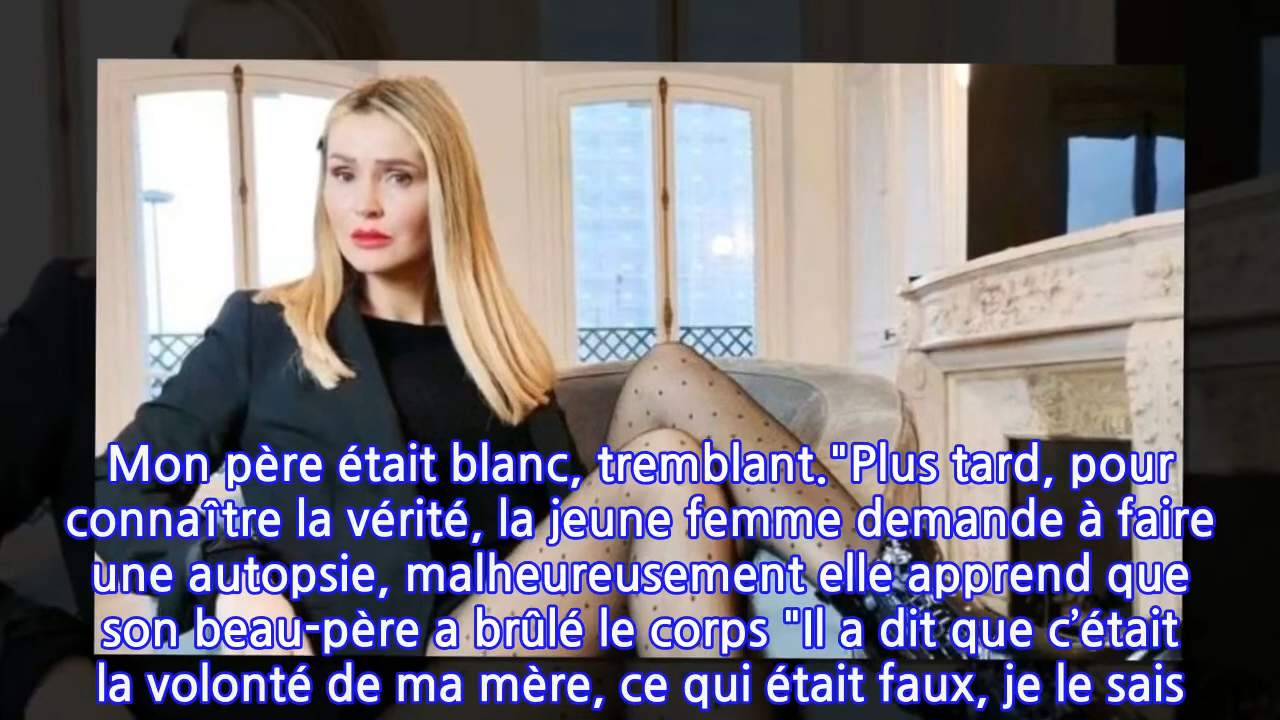 Mon père était blanc, tremblant."Plus tard, pour
connaître la vérité, la jeune femme demande à faire
une autopsie, malheureusement elle apprend que
son beau-père a brûlé le corps "Il a dit que c’était
la volonté de ma mère, ce qui était faux, je le sais